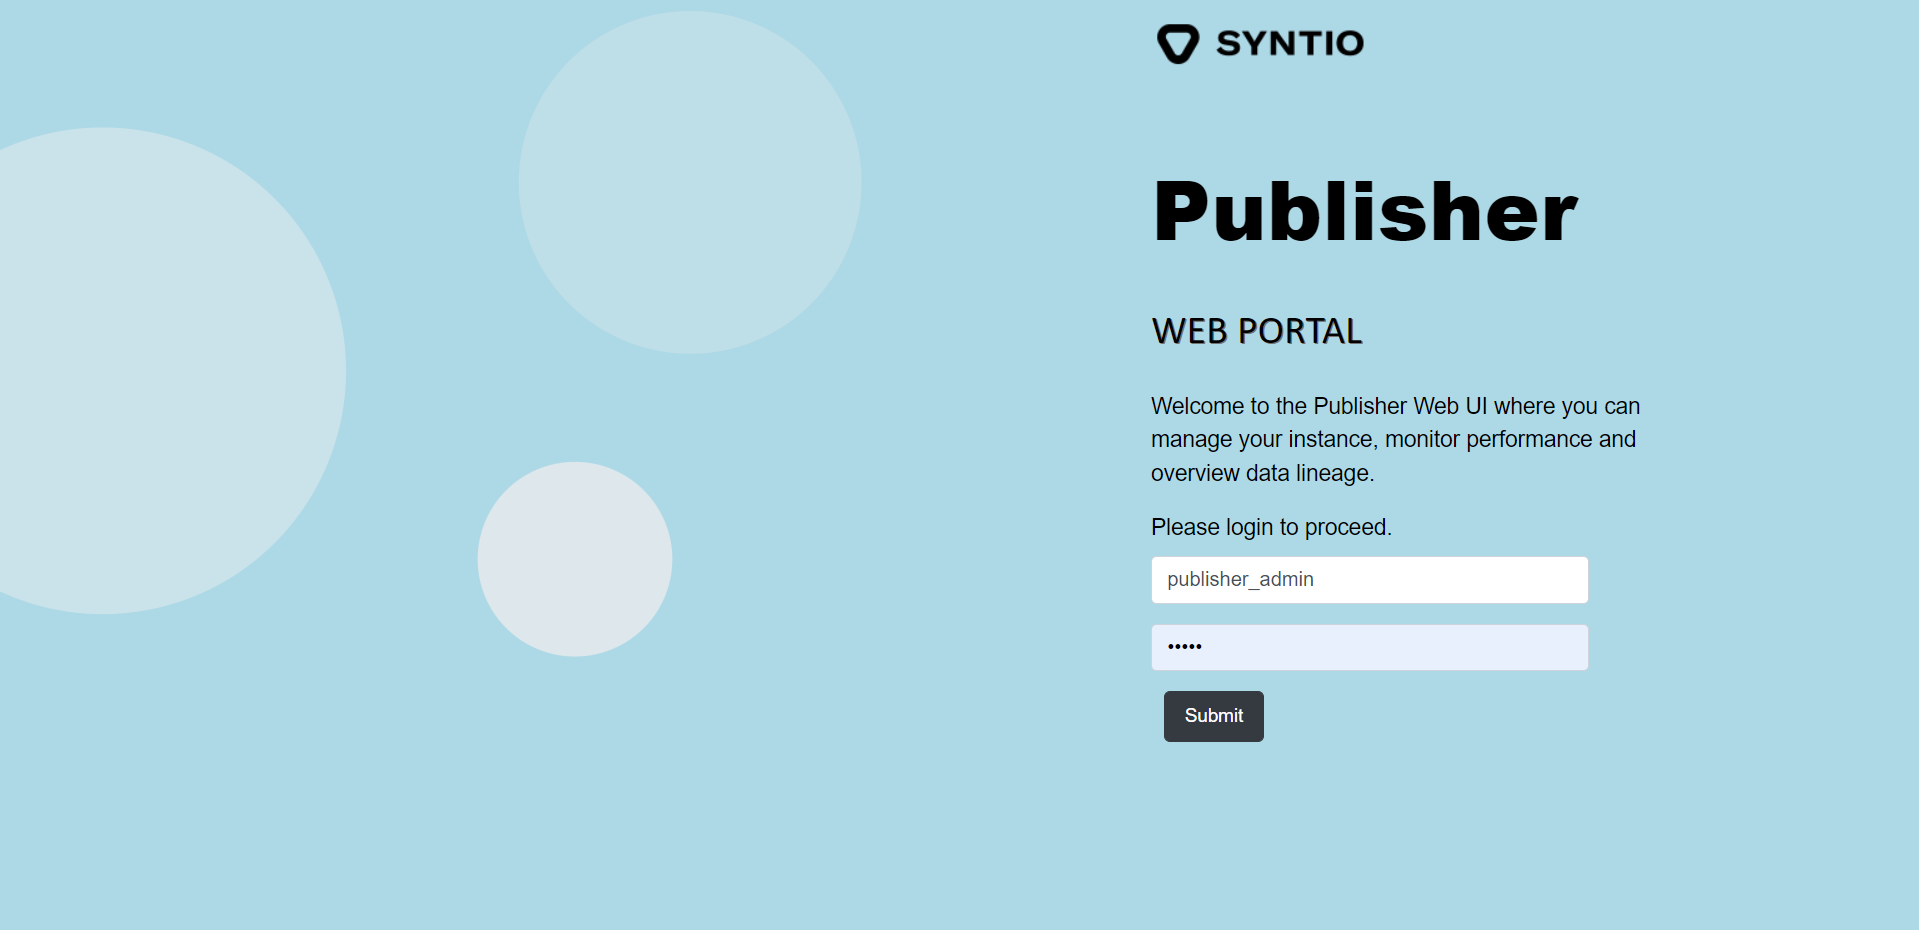 SYNTIO
Publisher
WEB PORTAL
Welcome to the Publisher Web UI where you can
manage your instance, monitor performance and
overview data lineage.
Please login to proceed.
publisher_admin
•••••
Submit